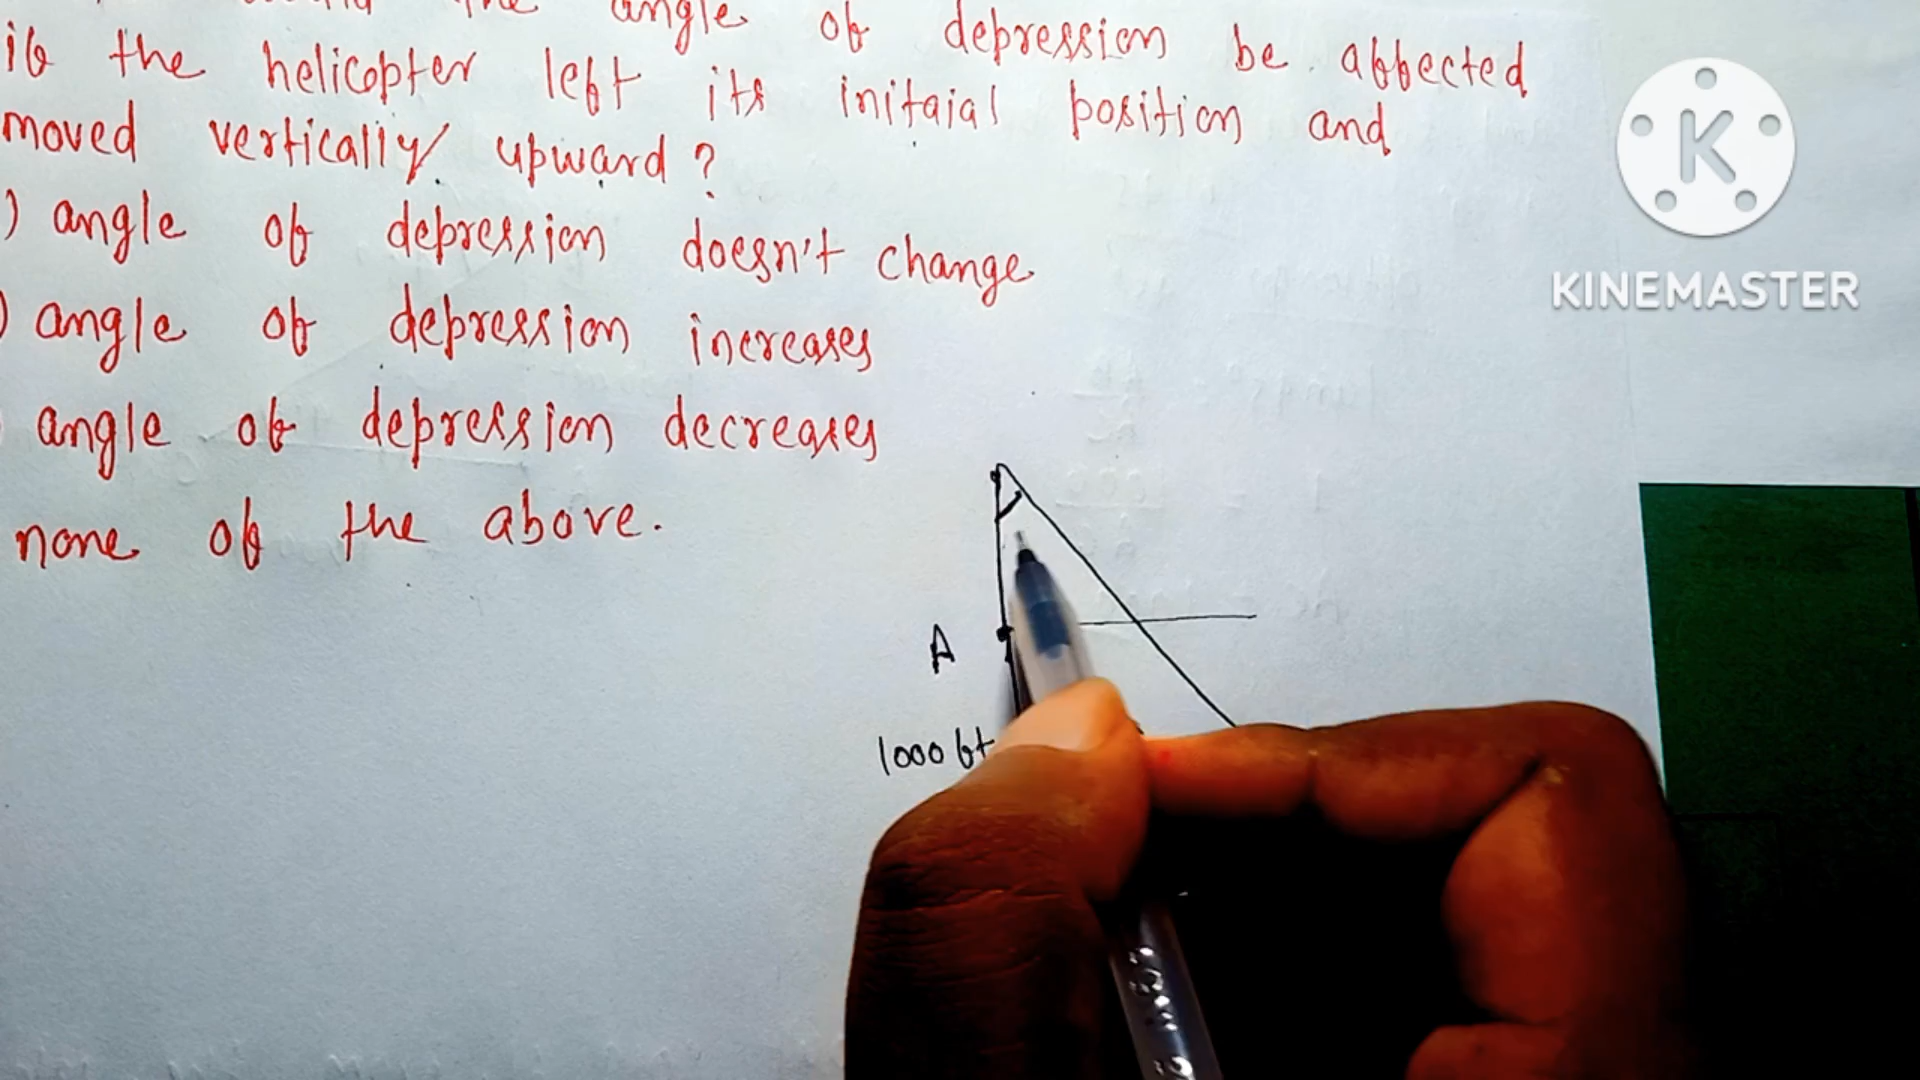 the angle of depression be affected
if the helicopter left its initaial position and
moved vertically upward?
) angle of depression doesn't change
) angle of depression increases
angle of depression decreases
none of the above.
A
1000 ft
K
KINEMASTER